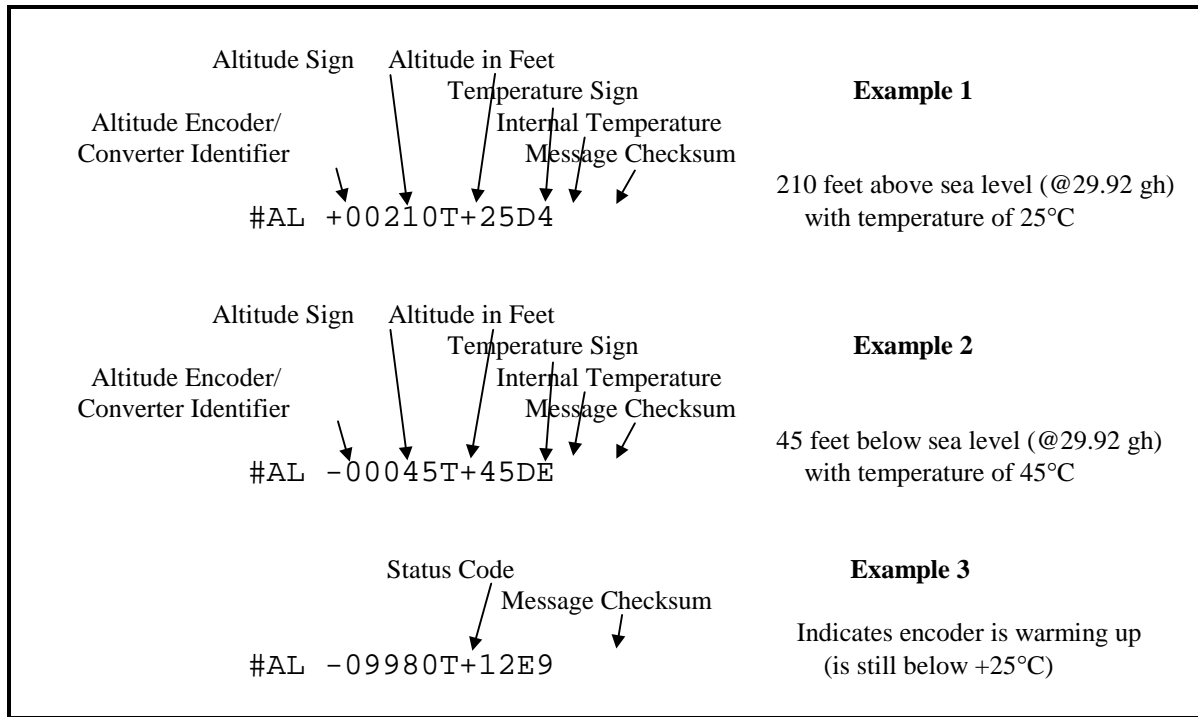 Altitude Sign Altitude in Feet
Temperature Sign Example 1
Altitude Encoder/ Internal Temperature
Converter Identifier Message Checksum
210 feet above sea level (@29.92 gh)
#AL +00210T+25D4 with temperature of 25°C
Altitude Sign Altitude in Feet
Temperature Sign Example 2
Altitude Encoder/ Internal Temperature
Converter Identifier Message Checksum
45 feet below sea level (@29.92 gh)
#AL -00045T+45DE with temperature of 45°C
Status Code Example 3
Message Checksum
Indicates encoder is warming up
#AL -09980T+12E9 (is still below +25°C)